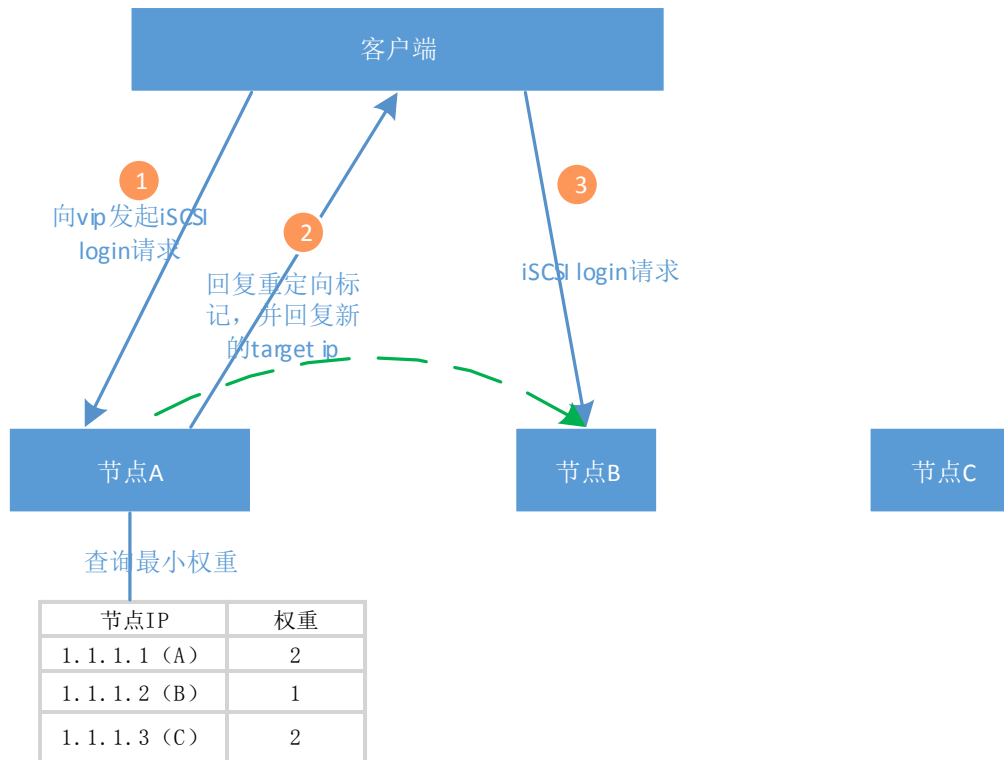 客户端
1
向vip发起iSCSI
login请求
2
回复重定向标
记，并回复新
的target ip
3
iSCSI login请求
节点A
节点B
节点C
查询最小权重
节点IP 权重
1.1.1.1（A） 2
1.1.1.2（B） 1
1.1.1.3（C） 2